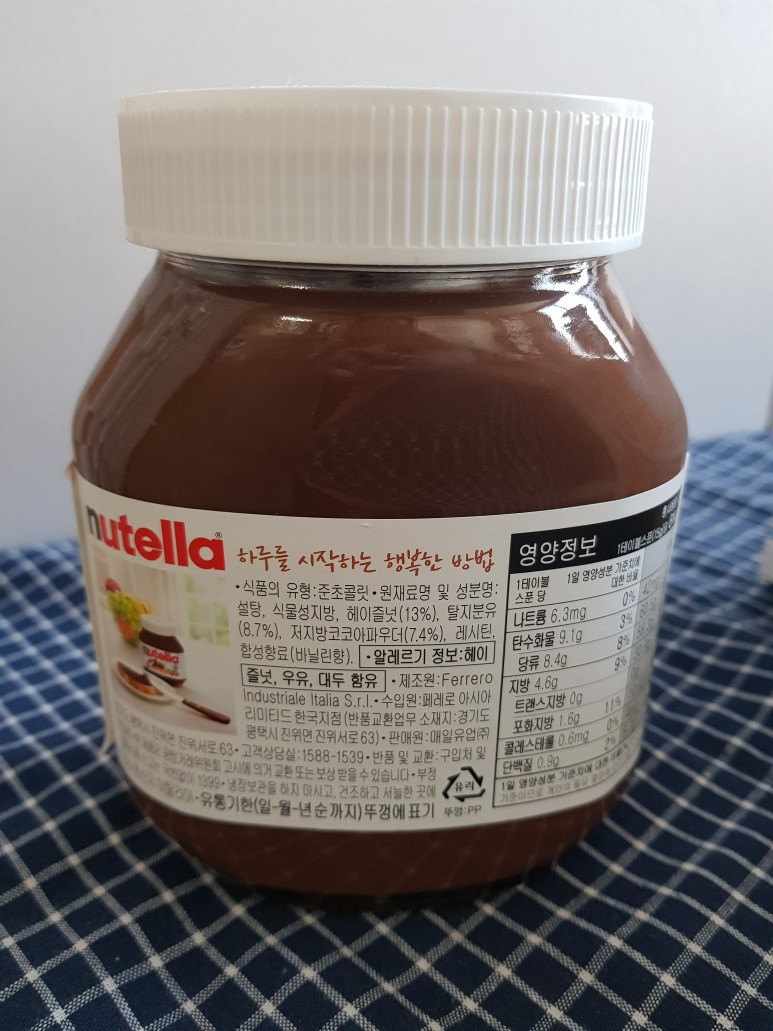 nutella®
하루를 시작하는 행복한 방법
•식품의 유형:준초콜릿•원재료명 및 성분명:
설탕, 식물성지방, 헤이즐넛(13%), 탈지분유
(8.7%), 저지방코코아파우더(7.4%), 레시틴,
합성향료(바닐린향). •알레르기 정보:헤이
즐넛, 우유, 대두 함유 •제조원:Ferrero
Industriale Italia S.r.l.•수입원:페레로 아시아
리미티드 한국지점(반품교환업무 소재지:경기도
평택시 진위면 진위서로 63)•판매원:매일유업(주)
평택시 진위면 진위서로 63•고객상담실:1588-1539•반품 및 교환:구입처 및
고시에 의거 교환 또는 보상 받을 수 있습니다•부정
1399•냉장보관을 하지 마시고, 건조하고 서늘한 곳에
•유통기한(일-월-년 순까지)뚜껑에 표기
유리
뚜껑:PP
nutella
영양정보
1테이블스푼(15g)
1테이블
스푼 당
1일 영양성분 기준치에
대한 비율
나트륨 6.3mg 0%
탄수화물 9.1g 3%
당류 8.4g 8%
지방 4.6g 9%
트랜스지방 0g
포화지방 1.6g 11%
콜레스테롤 0.6mg 0%
단백질 0.9g 2%
1일 영양성분 기준치에 대한